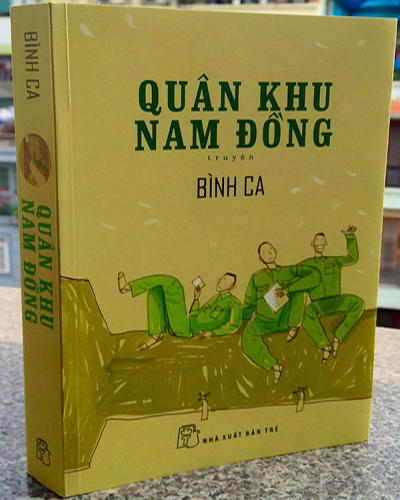 BÌNH CA
QUÂN KHU
NAM ĐỒNG
QUÂN KHU
NAM ĐỒNG
truyện
BÌNH CA
NHÀ XUẤT BẢN TRẺ